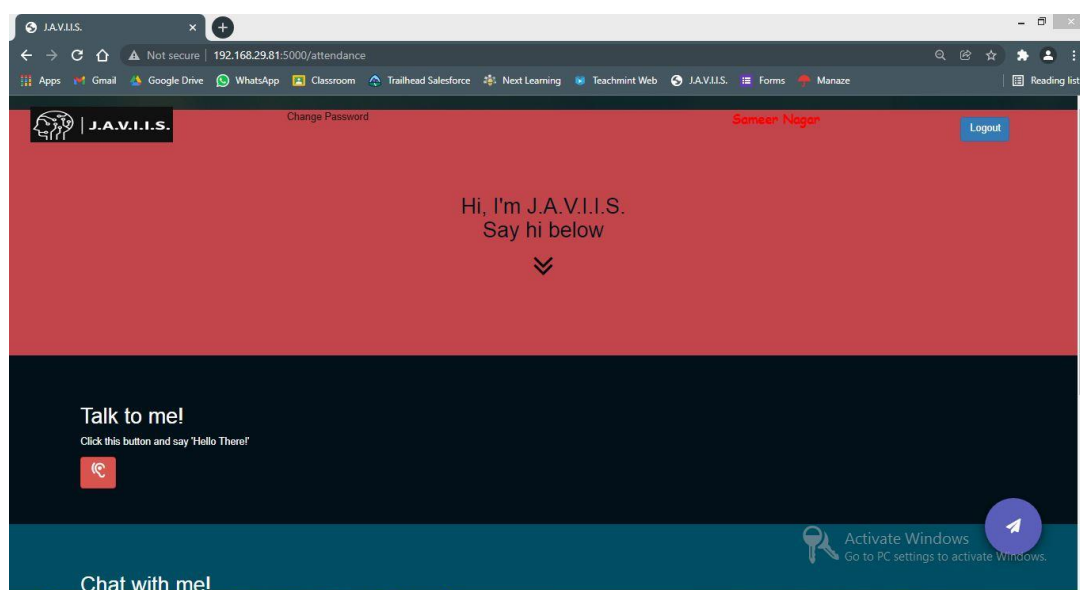 J.A.V.I.I.S.
Not secure | 192.168.29.81:5000/attendance
Apps Gmail Google Drive WhatsApp Classroom Trailhead Salesforce Next Learning Teachmint Web J.A.V.I.I.S. Forms Manaze Reading list
| J.A.V.I.I.S. Change Password Sameer Nagar Logout
Hi, I'm J.A.V.I.I.S.
Say hi below
Talk to me!
Click this button and say 'Hello There!'
Activate Windows
Go to PC settings to activate Windows.
Chat with me!